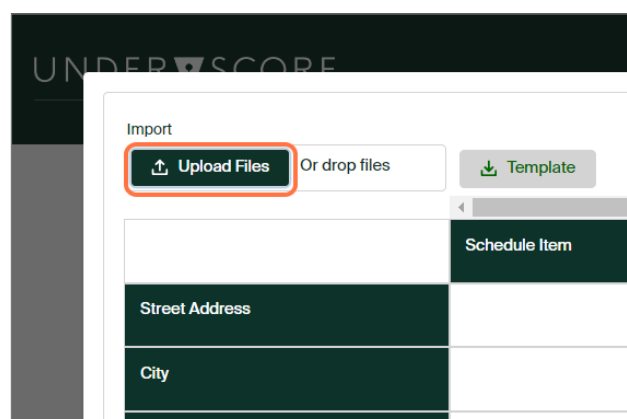 UNDERSCORE
Import
Upload Files Or drop files Template
Schedule Item
Street Address
City